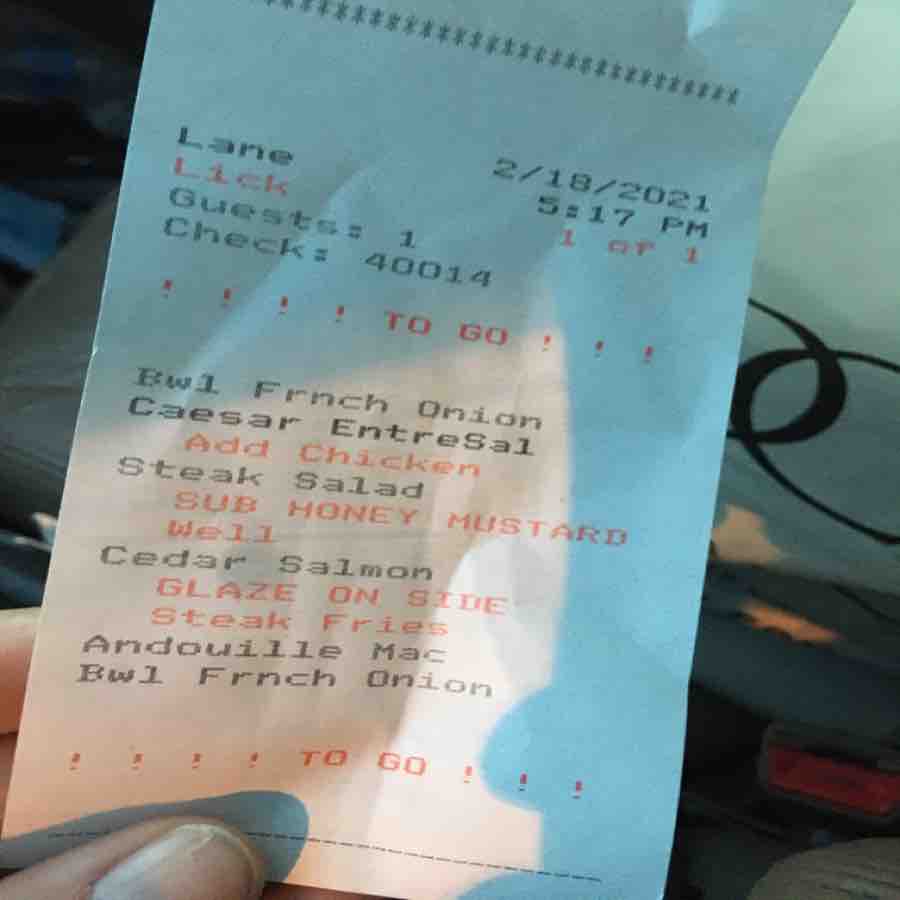 ********************************
Lane 2/18/2021
Lick 5:17 PM
Guests: 1 1 of 1
Check: 40014
! ! ! ! TO GO ! ! !
Bwl Frnch Onion
Caesar EntreSal
Add Chicken
Steak Salad
SUB HONEY MUSTARD
Well
Cedar Salmon
GLAZE ON SIDE
Steak Fries
Andouille Mac
Bwl Frnch Onion
! ! ! ! TO GO ! ! !